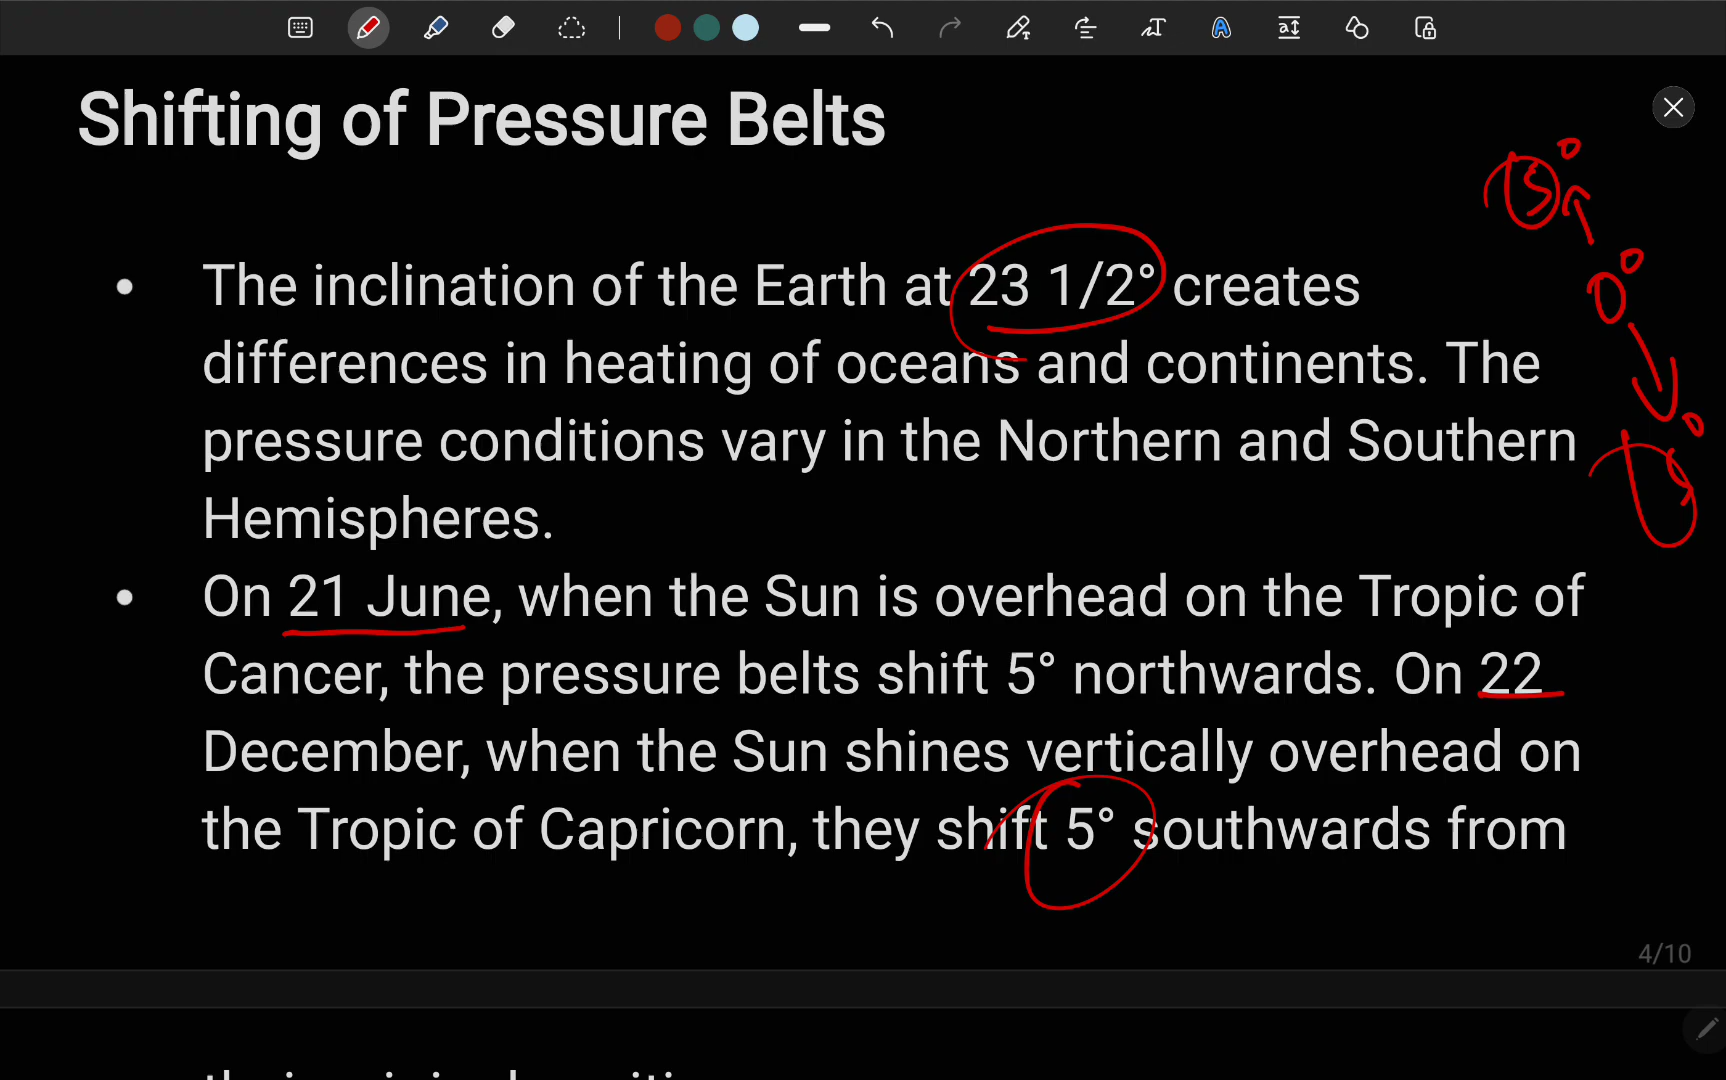 Shifting of Pressure Belts
5°
• The inclination of the Earth at 23 1/2° creates
0°
differences in heating of oceans and continents. The
pressure conditions vary in the Northern and Southern
5°
Hemispheres.
• On 21 June, when the Sun is overhead on the Tropic of
Cancer, the pressure belts shift 5° northwards. On 22
December, when the Sun shines vertically overhead on
the Tropic of Capricorn, they shift 5° southwards from
4/10